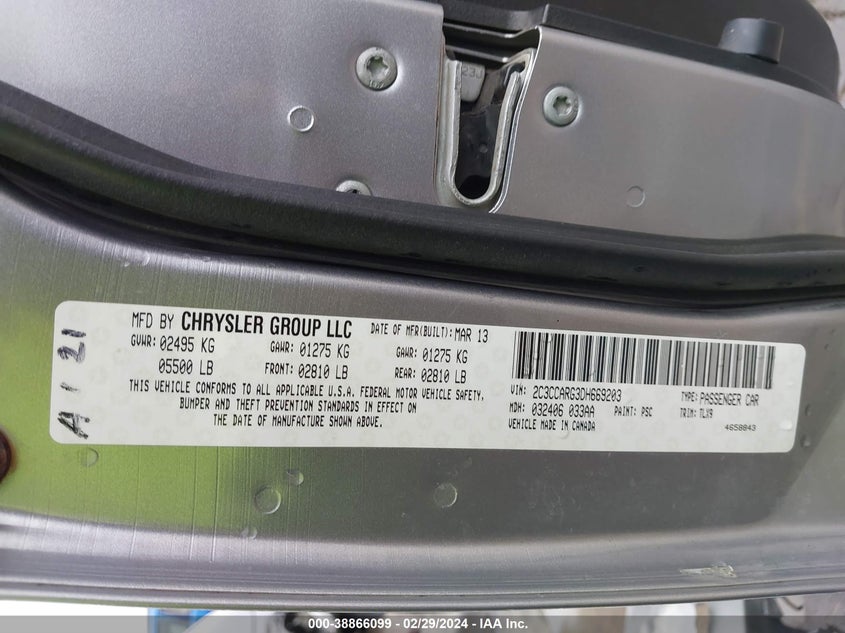 23J
A 1 21
MFD BY CHRYSLER GROUP LLC DATE OF MFR(BUILT): MAR 13
GVWR: 02495 KG GAWR: 01275 KG GAWR: 01275 KG
05500 LB FRONT: 02810 LB REAR: 02810 LB
THIS VEHICLE CONFORMS TO ALL APPLICABLE U.S.A. FEDERAL MOTOR VEHICLE SAFETY,
BUMPER AND THEFT PREVENTION STANDARDS IN EFFECT ON
THE DATE OF MANUFACTURE SHOWN ABOVE.
VIN: 2C3CCARG3DH669203 TYPE: PASSENGER CAR
MDH: 032406 033AA PAINT: PSC TRIM: TLX9
VEHICLE MADE IN CANADA 4658843
000-38866099 - 02/29/2024 - IAA Inc.